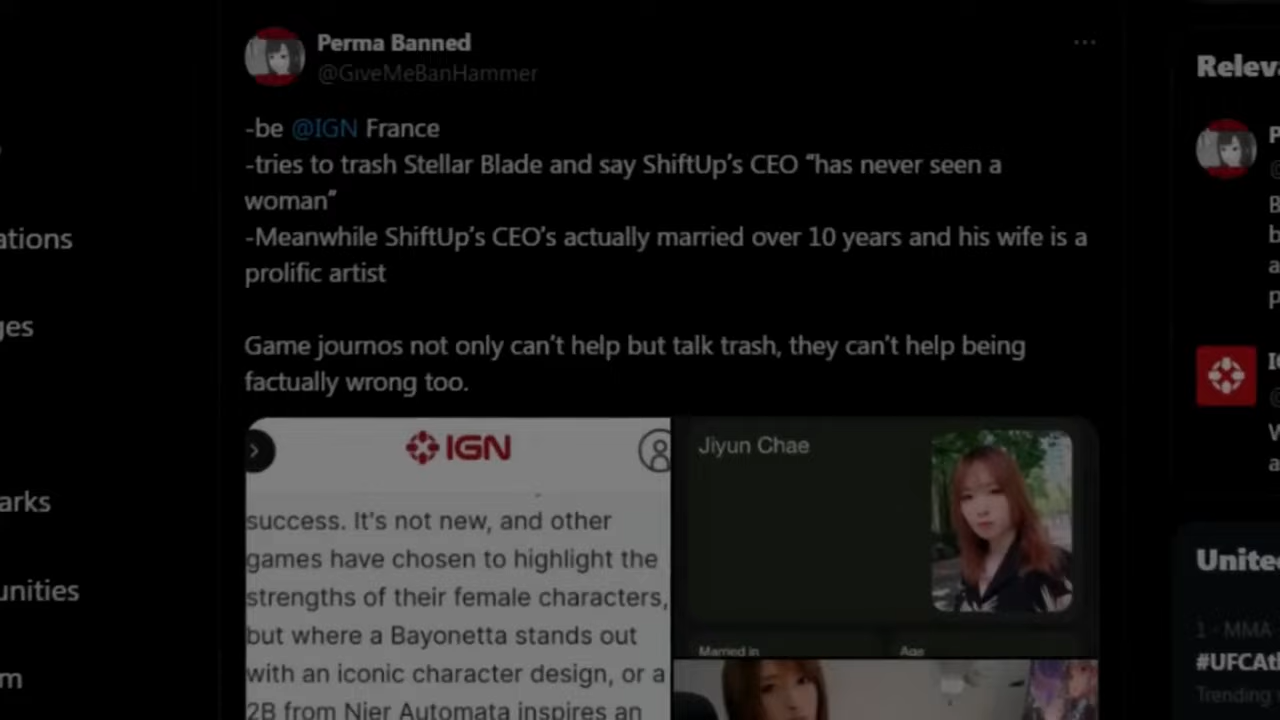 Perma Banned
@GiveMeBanHammer
-be @IGN France
-tries to trash Stellar Blade and say ShiftUp's CEO “has never seen a
woman”
-Meanwhile ShiftUp's CEO's actually married over 10 years and his wife is a
prolific artist
Game journos not only can't help but talk trash, they can't help being
factually wrong too.
IGN
success. It's not new, and other
games have chosen to highlight the
strengths of their female characters,
but where a Bayonetta stands out
with an iconic character design, or a
2B from Nier Automata inspires an
Jiyun Chae
Married in
Age
ations
ges
arks
unities
m
Releva
Unite
1 · MMA
#UFCAtl
Trending